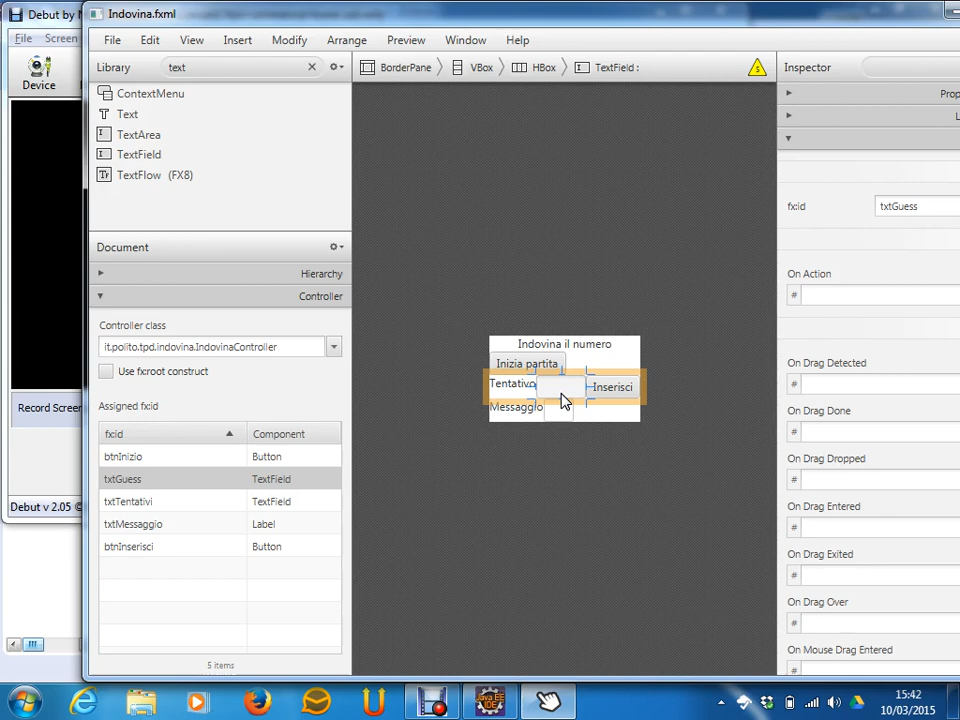 Debut by
File Screen
Device
Record Screen
Debut v 2.05 ©
Indovina.fxml
File Edit View Insert Modify Arrange Preview Window Help
Library text
BorderPane VBox HBox TextField :
Inspector
ContextMenu
Text
TextArea
TextField
TextFlow (FX8)
Document
Hierarchy
Controller
Controller class
it.polito.tpd.indovina.IndovinaController
Use fx:root construct
Assigned fx:id
fx:id Component
btnInizio Button
txtGuess TextField
txtTentativi TextField
txtMessaggio Label
btnInserisci Button
5 items
Indovina il numero
Inizia partita
Tentativo Inserisci
Messaggio
Prop
L
fx:id txtGuess
On Action
#
On Drag Detected
#
On Drag Done
#
On Drag Dropped
#
On Drag Entered
#
On Drag Exited
#
On Drag Over
#
On Mouse Drag Entered
#
Java EE
IDE
15:42
10/03/2015